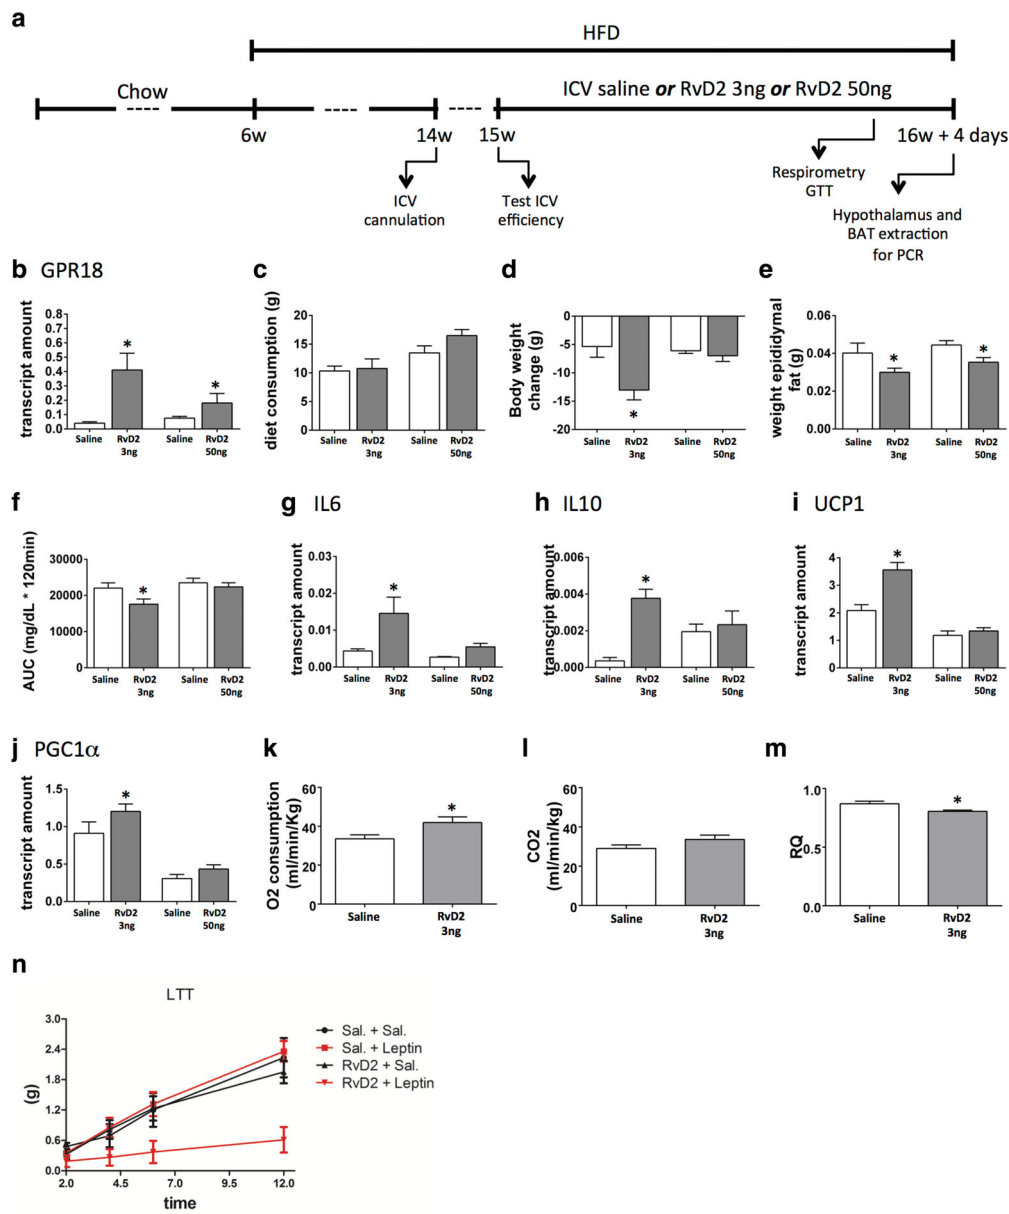 a
HFD
Chow
ICV saline or RvD2 3ng or RvD2 50ng
6w
14w
15w
16w + 4 days
ICV
cannulation
Test ICV
efficiency
Respirometry
GTT
Hypothalamus and
BAT extraction
for PCR
b GPR18
transcript amount
0.8
0.7
0.6
0.5
0.4
0.3
0.2
0.1
0.0
*
*
Saline
RvD2
3ng
Saline
RvD2
50ng
c
diet consumption (g)
20
15
10
5
0
Saline
RvD2
3ng
Saline
RvD2
50ng
d
Body weight
change (g)
0
-5
-10
-15
-20
*
Saline
RvD2
3ng
Saline
RvD2
50ng
e
weight epididymal
fat (g)
0.06
0.04
0.02
0.00
*
*
Saline
RvD2
3ng
Saline
RvD2
50ng
f
AUC (mg/dL * 120min)
30000
20000
10000
0
*
Saline
RvD2
3ng
Saline
RvD2
50ng
g IL6
transcript amount
0.03
0.02
0.01
0.00
*
Saline
RvD2
3ng
Saline
RvD2
50ng
h IL10
transcript amount
0.006
0.004
0.002
0.000
*
Saline
RvD2
3ng
Saline
RvD2
50ng
i UCP1
transcript amount
4
3
2
1
0
*
Saline
RvD2
3ng
Saline
RvD2
50ng
j PGC1α
transcript amount
1.5
1.0
0.5
0.0
*
Saline
RvD2
3ng
Saline
RvD2
50ng
k
O2 consumption
(ml/min/Kg)
60
40
20
0
*
Saline
RvD2
3ng
l
CO2
(ml/min/kg)
60
40
20
0
Saline
RvD2
3ng
m
RQ
1.0
0.5
0.0
*
Saline
RvD2
3ng
n
LTT
(g)
3.0
2.4
1.8
1.2
0.6
0.0
2.0
4.5
7.0
9.5
12.0
time
Sal. + Sal.
Sal. + Leptin
RvD2 + Sal.
RvD2 + Leptin